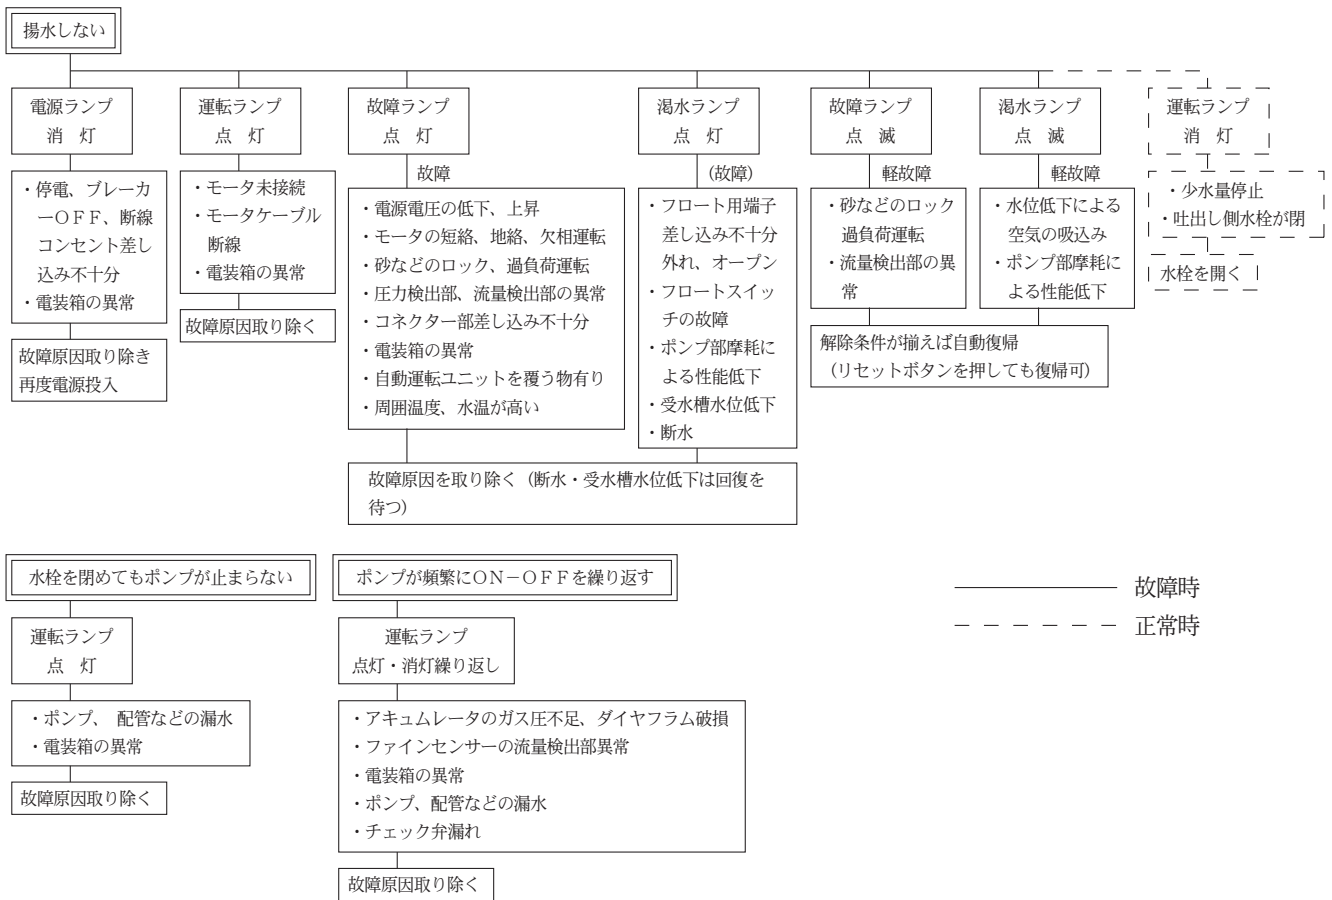 揚水しない
電源ランプ
消　灯
・停電、ブレーカ
ーＯＦＦ、断線
コンセント差し
込み不十分
・電装箱の異常
故障原因取り除き
再度電源投入
運転ランプ
点　灯
・モータ未接続
・モータケーブル
断線
・電装箱の異常
故障原因取り除く
故障ランプ
点　灯
故障
・電源電圧の低下、上昇
・モータの短絡、地絡、欠相運転
・砂などのロック、過負荷運転
・圧力検出部、流量検出部の異常
・コネクター部差し込み不十分
・電装箱の異常
・自動運転ユニットを覆う物有り
・周囲温度、水温が高い
渇水ランプ
点　灯
（故障）
・フロート用端子
差し込み不十分
外れ、オープン
・フロートスイッ
チの故障
・ポンプ部摩耗に
よる性能低下
・受水槽水位低下
・断水
故障原因を取り除く（断水・受水槽水位低下は回復を
待つ）
故障ランプ
点　滅
軽故障
・砂などのロック
過負荷運転
・流量検出部の異
常
渇水ランプ
点　滅
軽故障
・水位低下による
空気の吸込み
・ポンプ部摩耗に
よる性能低下
解除条件が揃えば自動復帰
（リセットボタンを押しても復帰可）
運転ランプ
消　灯
・少水量停止
・吐出し側水栓が閉
水栓を開く
水栓を閉めてもポンプが止まらない
運転ランプ
点　灯
・ポンプ、　配管などの漏水
・電装箱の異常
故障原因取り除く
ポンプが頻繁にＯＮ－ＯＦＦを繰り返す
運転ランプ
点灯・消灯繰り返し
・アキュムレータのガス圧不足、ダイヤフラム破損
・ファインセンサーの流量検出部異常
・電装箱の異常
・ポンプ、配管などの漏水
・チェック弁漏れ
故障原因取り除く
故障時
正常時